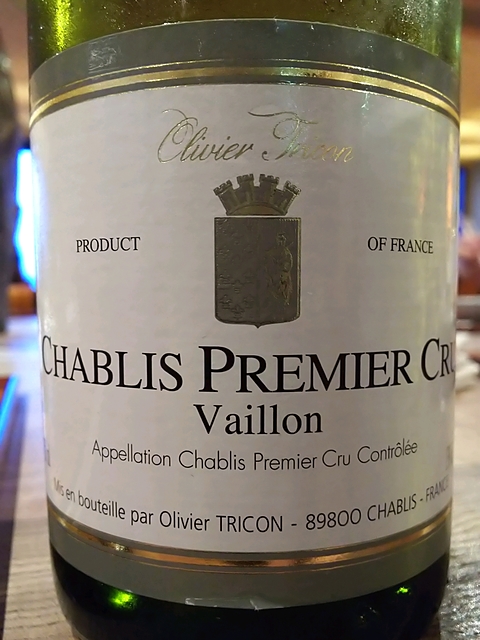 Olivier Tricon
PRODUCT OF FRANCE
CHABLIS PREMIER CRU
Vaillon
Appellation Chablis Premier Cru Contrôlée
Mis en bouteille par Olivier TRICON - 89800 CHABLIS - FRANC